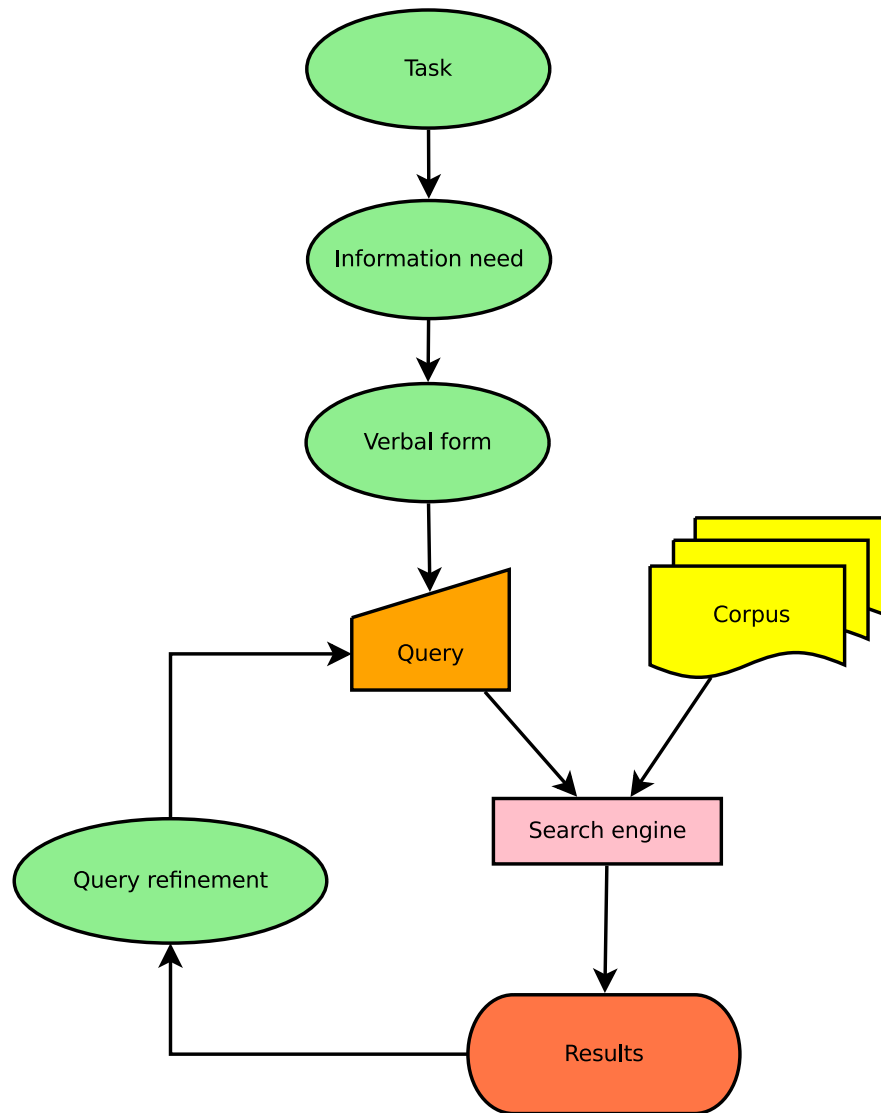 Task
Information need
Verbal form
Corpus
Query
Search engine
Query refinement
Results